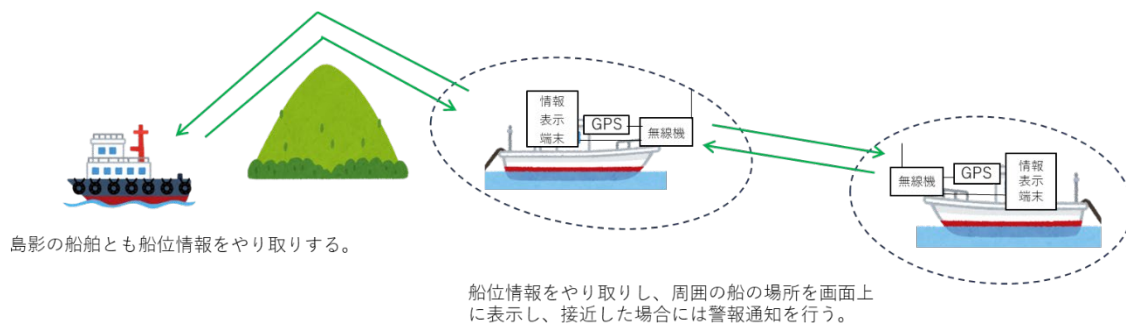 情報
表示
端末
GPS
無線機
無線機
GPS
情報
表示
端末
島影の船舶とも船位情報をやり取りする。
船位情報をやり取りし、周囲の船の場所を画面上
に表示し、接近した場合には警報通知を行う。